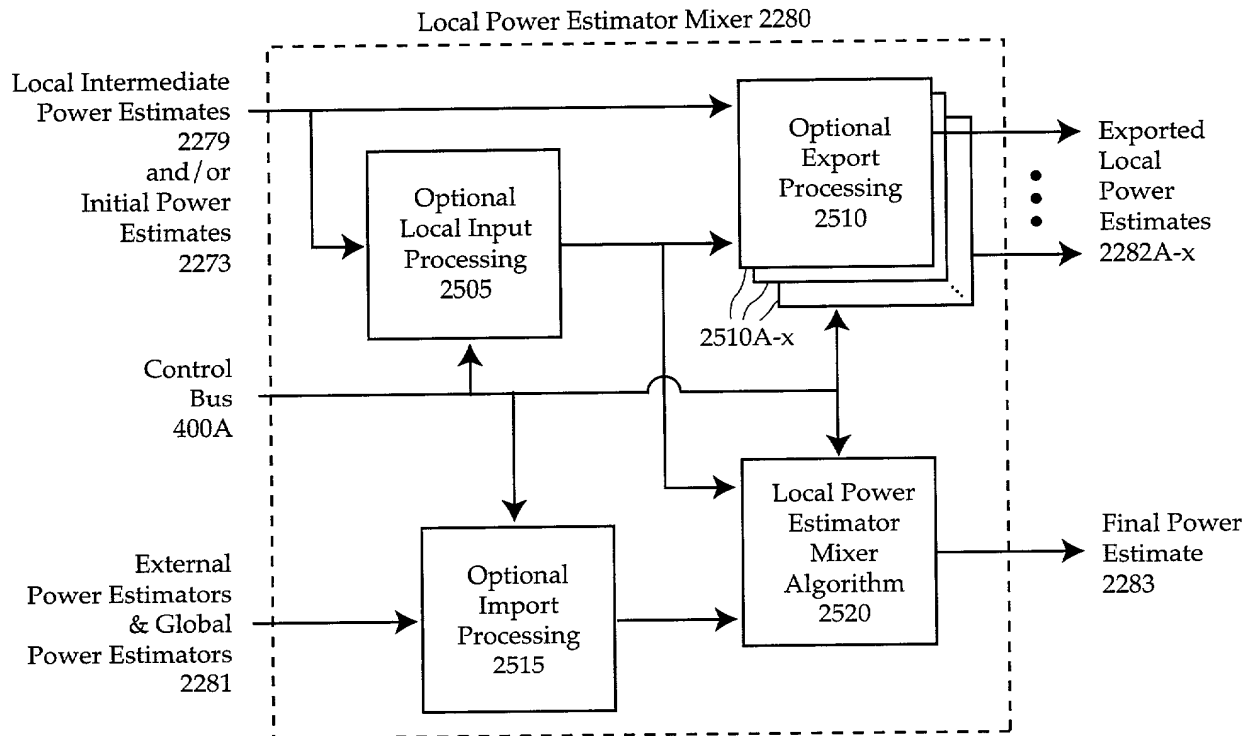 Local Power Estimator Mixer 2280
Local Intermediate
Power Estimates
2279
and/or
Initial Power
Estimates
2273
Optional
Local Input
Processing
2505
Optional
Export
Processing
2510
2510A-x
Exported
Local
Power
Estimates
2282A-x
Control
Bus
400A
External
Power Estimators
& Global
Power Estimators
2281
Optional
Import
Processing
2515
Local Power
Estimator
Mixer
Algorithm
2520
Final Power
Estimate
2283